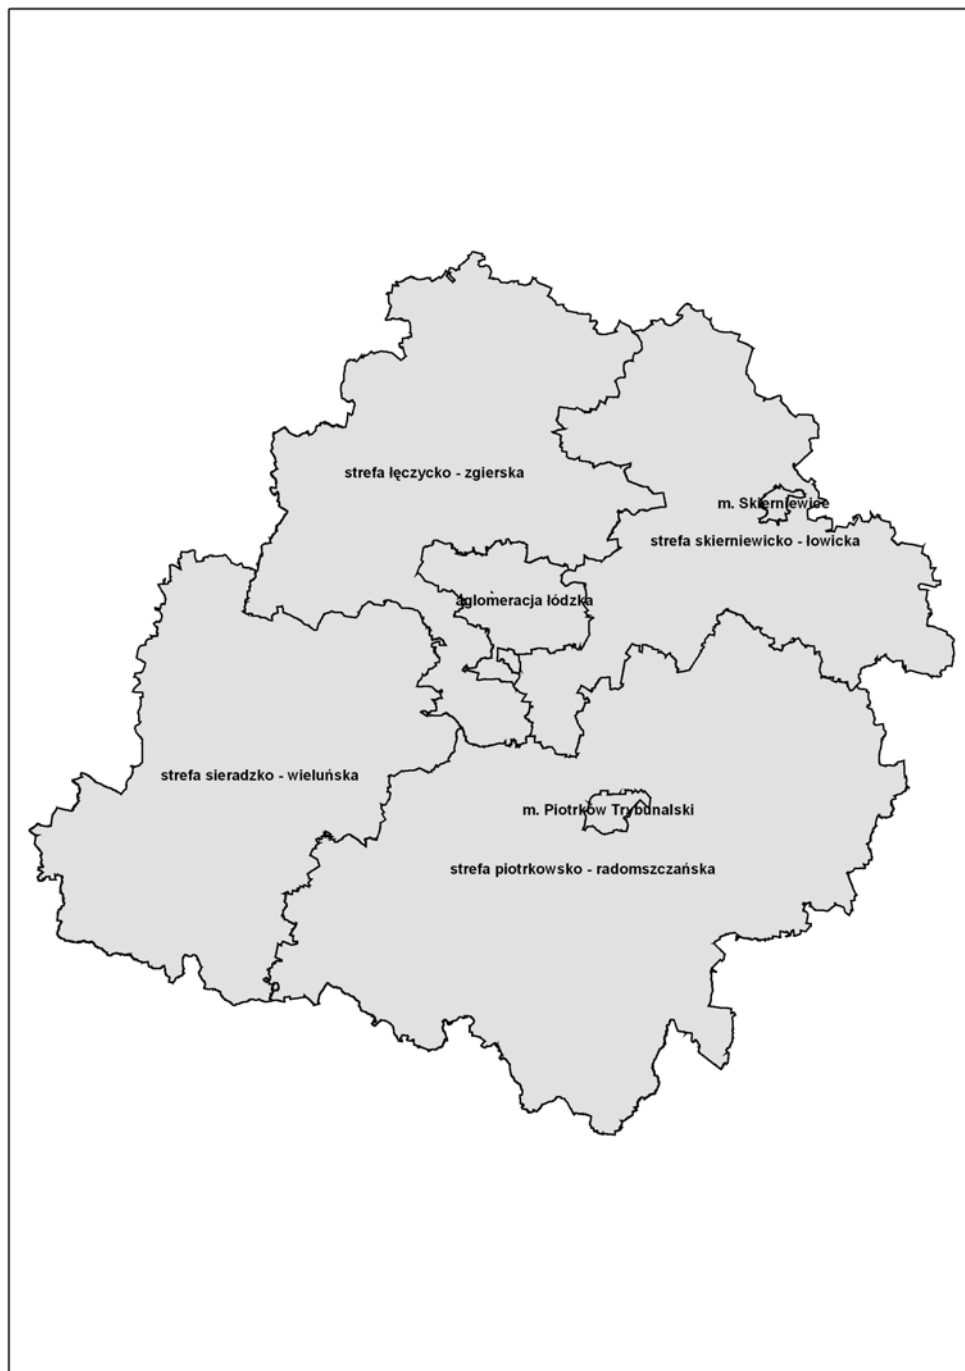 strefa łęczycko - zgierska
m. Skierniewice
strefa skierniewicko - łowicka
aglomeracja łódzka
strefa sieradzko - wieluńska
m. Piotrków Trybunalski
strefa piotrkowsko - radomszczańska